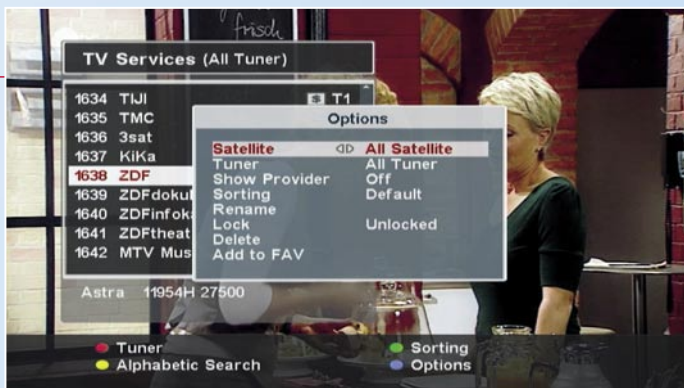 frisch
TV Services (All Tuner)
1634 TIJI $ T1
1635 TMC
1636 3sat
1637 KiKa
1638 ZDF
1639 ZDFdoku
1640 ZDFinfok
1641 ZDFtheat
1642 MTV Mus
Options
Satellite All Satellite
Tuner All Tuner
Show Provider Off
Sorting Default
Rename
Lock Unlocked
Delete
Add to FAV
Astra 11954H 27500
Tuner
Sorting
Alphabetic Search
Options